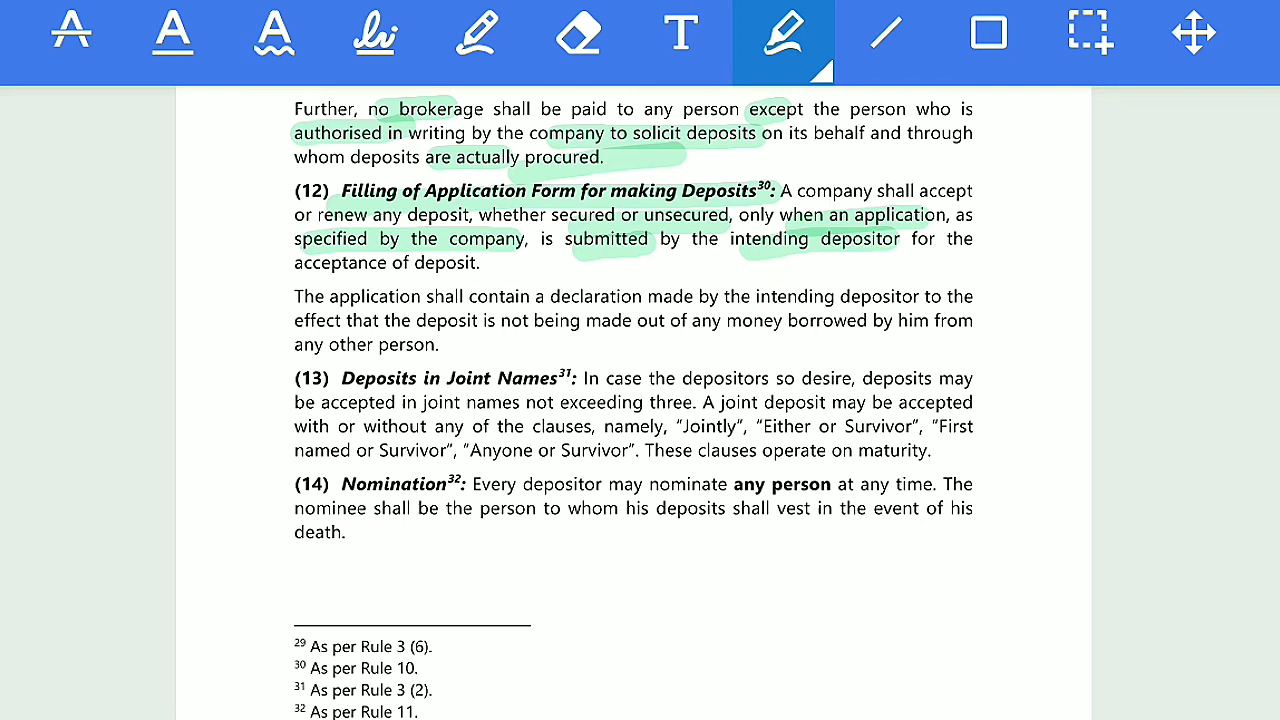 Further, no brokerage shall be paid to any person except the person who is
authorised in writing by the company to solicit deposits on its behalf and through
whom deposits are actually procured.
(12) Filling of Application Form for making Deposits30: A company shall accept
or renew any deposit, whether secured or unsecured, only when an application, as
specified by the company, is submitted by the intending depositor for the
acceptance of deposit.
The application shall contain a declaration made by the intending depositor to the
effect that the deposit is not being made out of any money borrowed by him from
any other person.
(13) Deposits in Joint Names31: In case the depositors so desire, deposits may
be accepted in joint names not exceeding three. A joint deposit may be accepted
with or without any of the clauses, namely, “Jointly”, “Either or Survivor”, “First
named or Survivor”, “Anyone or Survivor”. These clauses operate on maturity.
(14) Nomination32: Every depositor may nominate any person at any time. The
nominee shall be the person to whom his deposits shall vest in the event of his
death.
29 As per Rule 3 (6).
30 As per Rule 10.
31 As per Rule 3 (2).
32 As per Rule 11.